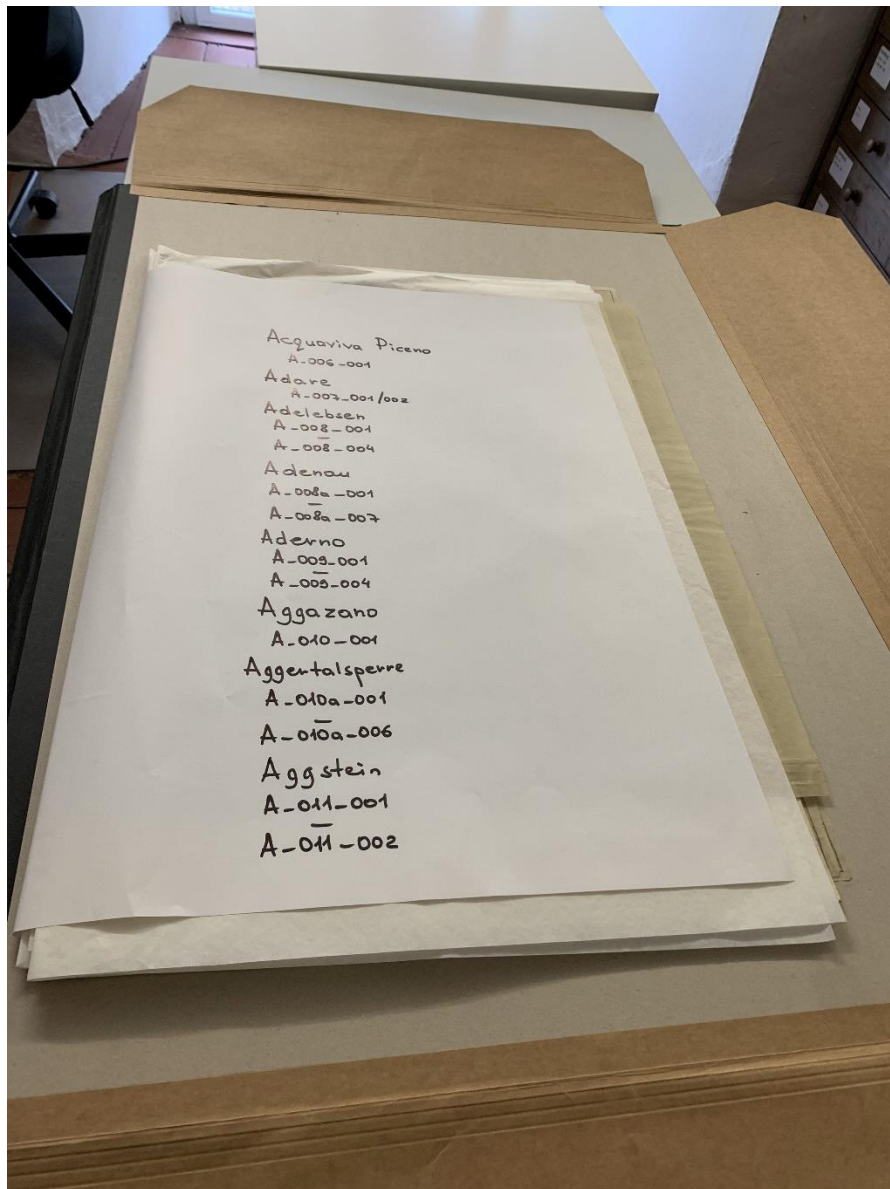 Acquaviva Piceno
A-006-001
Adare
A-007-001/002
Adelebsen
A-008-001
–
A-008-004
Adenau
A-008a-001
–
A-008a-007
Aderno
A-009-001
–
A-009-004
Aggazano
A-010-001
Aggertalsperre
A-010a-001
–
A-010a-006
Aggstein
A-011-001
–
A-011-002